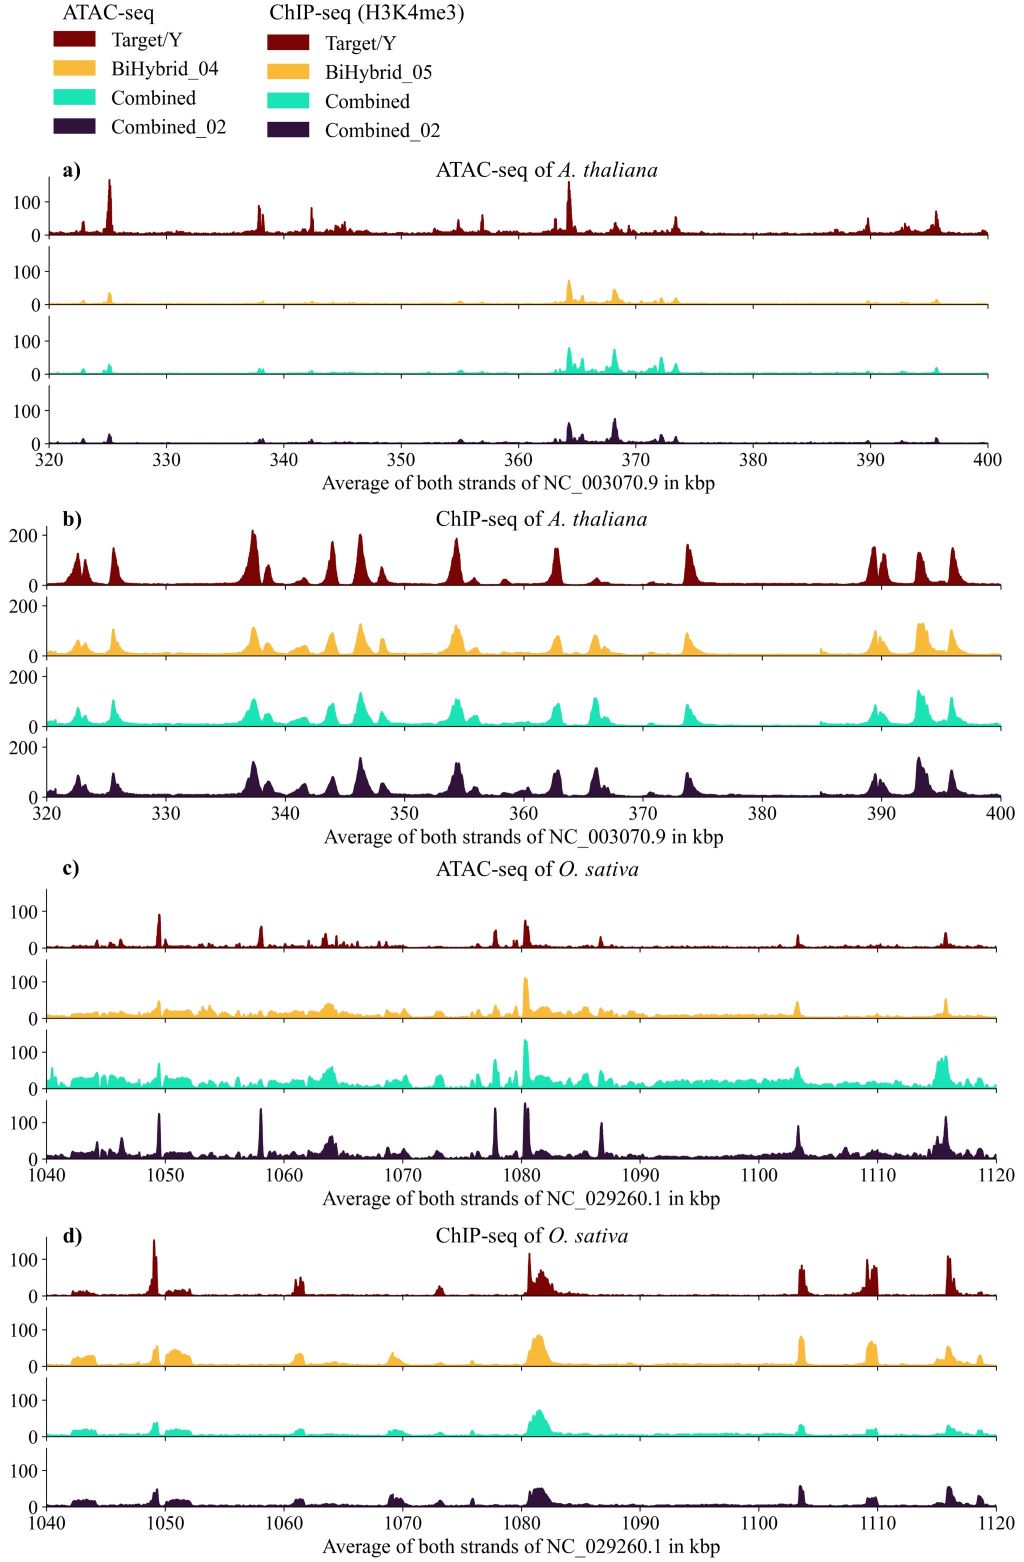 ATAC-seq
ChIP-seq (H3K4me3)
Target/Y
Target/Y
BiHybrid_04
BiHybrid_05
Combined
Combined
Combined_02
Combined_02
a)
ATAC-seq of A. thaliana
100
0
100
0
100
0
100
0
320 330 340 350 360 370 380 390 400
Average of both strands of NC_003070.9 in kbp
b)
ChIP-seq of A. thaliana
200
0
200
0
200
0
200
0
320 330 340 350 360 370 380 390 400
Average of both strands of NC_003070.9 in kbp
c)
ATAC-seq of O. sativa
100
0
100
0
100
0
100
0
1040 1050 1060 1070 1080 1090 1100 1110 1120
Average of both strands of NC_029260.1 in kbp
d)
ChIP-seq of O. sativa
100
0
100
0
100
0
100
0
1040 1050 1060 1070 1080 1090 1100 1110 1120
Average of both strands of NC_029260.1 in kbp